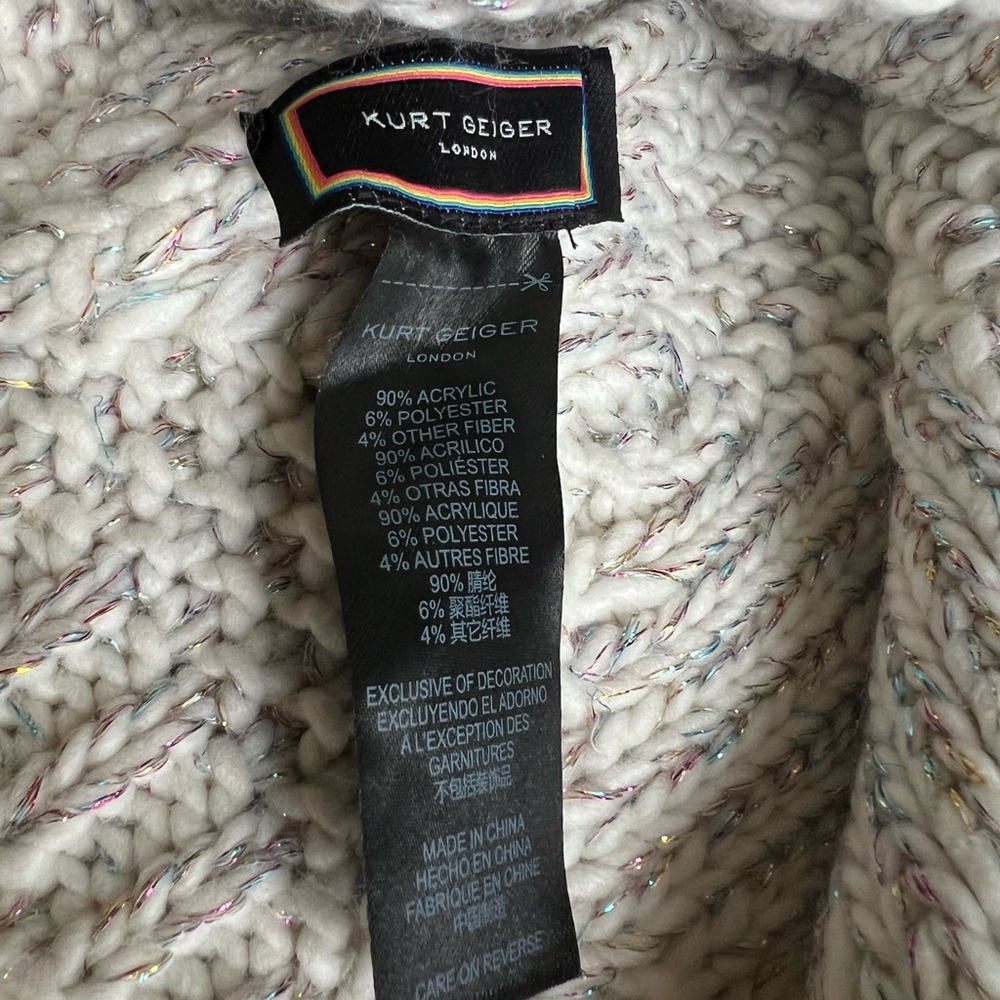 KURT GEIGER
LONDON
KURT GEIGER
LONDON
90% ACRYLIC
6% POLYESTER
4% OTHER FIBER
90% ACRILICO
6% POLIÉSTER
4% OTRAS FIBRA
90% ACRYLIQUE
6% POLYESTER
4% AUTRES FIBRE
90% 腈纶
6% 聚酯纤维
4% 其它纤维
EXCLUSIVE OF DECORATION
EXCLUYENDO EL ADORNO
A L'EXCEPTION DES
GARNITURES
不包括装饰品
MADE IN CHINA
HECHO EN CHINA
FABRIQUE EN CHINE
中国制造
CARE ON REVERSE